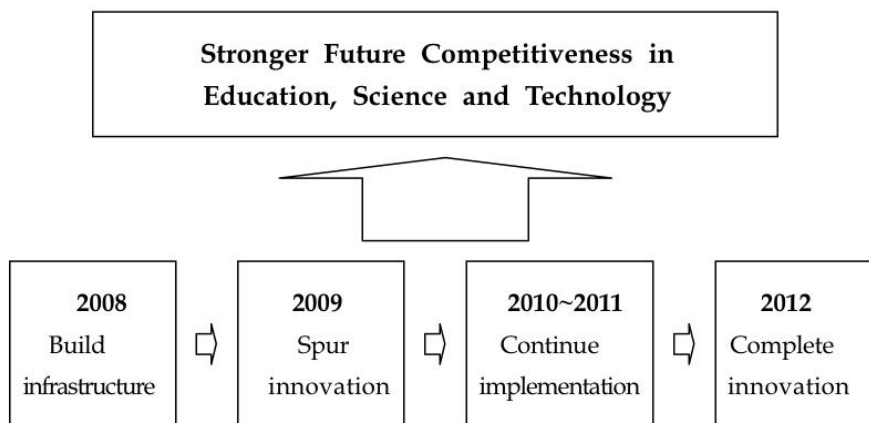 Stronger Future Competitiveness in
Education, Science and Technology
2008
Build
infrastructure
2009
Spur
innovation
2010~2011
Continue
implementation
2012
Complete
innovation